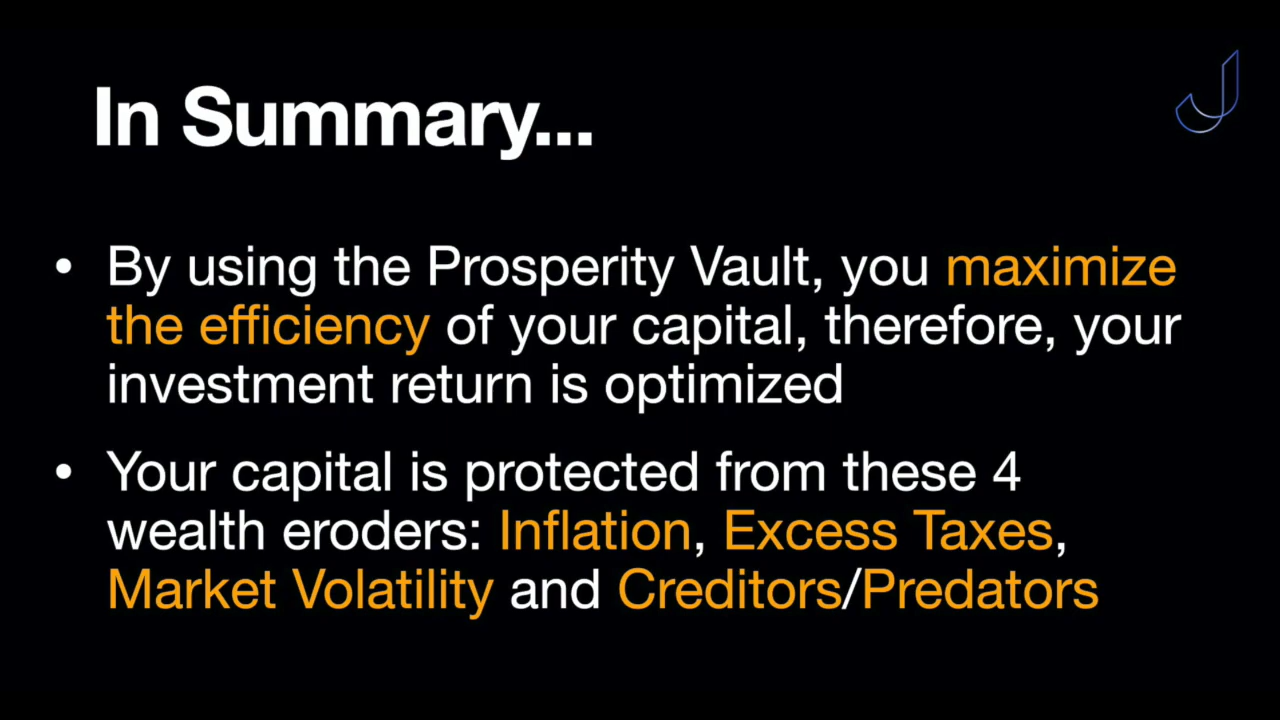 In Summary...
• By using the Prosperity Vault, you maximize
the efficiency of your capital, therefore, your
investment return is optimized
• Your capital is protected from these 4
wealth eroders: Inflation, Excess Taxes,
Market Volatility and Creditors/Predators